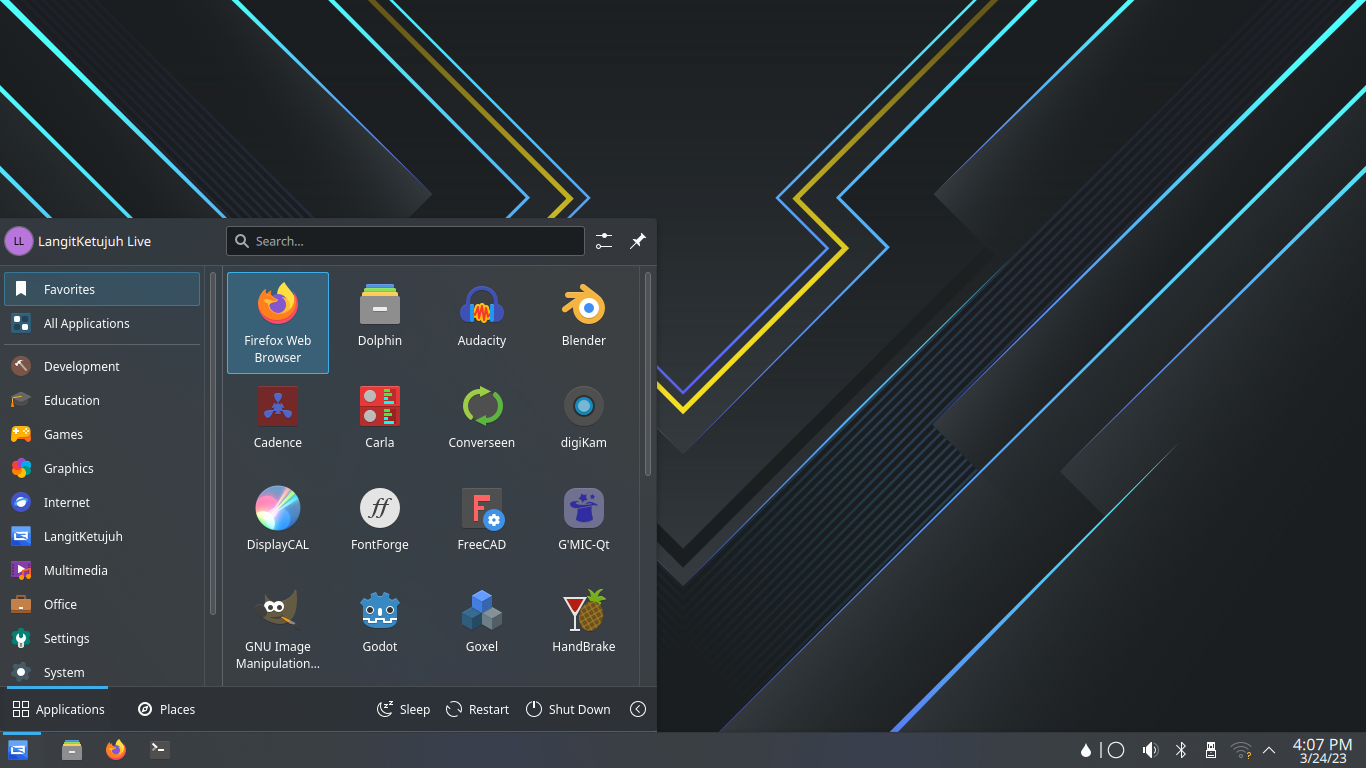 LL LangitKetujuh Live
Search...
Favorites
All Applications
Development
Education
Games
Graphics
Internet
LangitKetujuh
Multimedia
Office
Settings
System
Firefox Web
Browser
Dolphin
Audacity
Blender
Cadence
Carla
Converseen
digiKam
DisplayCAL
FontForge
FreeCAD
G'MIC-Qt
GNU Image
Manipulation...
Godot
Goxel
HandBrake
Applications
Places
Sleep
Restart
Shut Down
4:07 PM
3/24/23